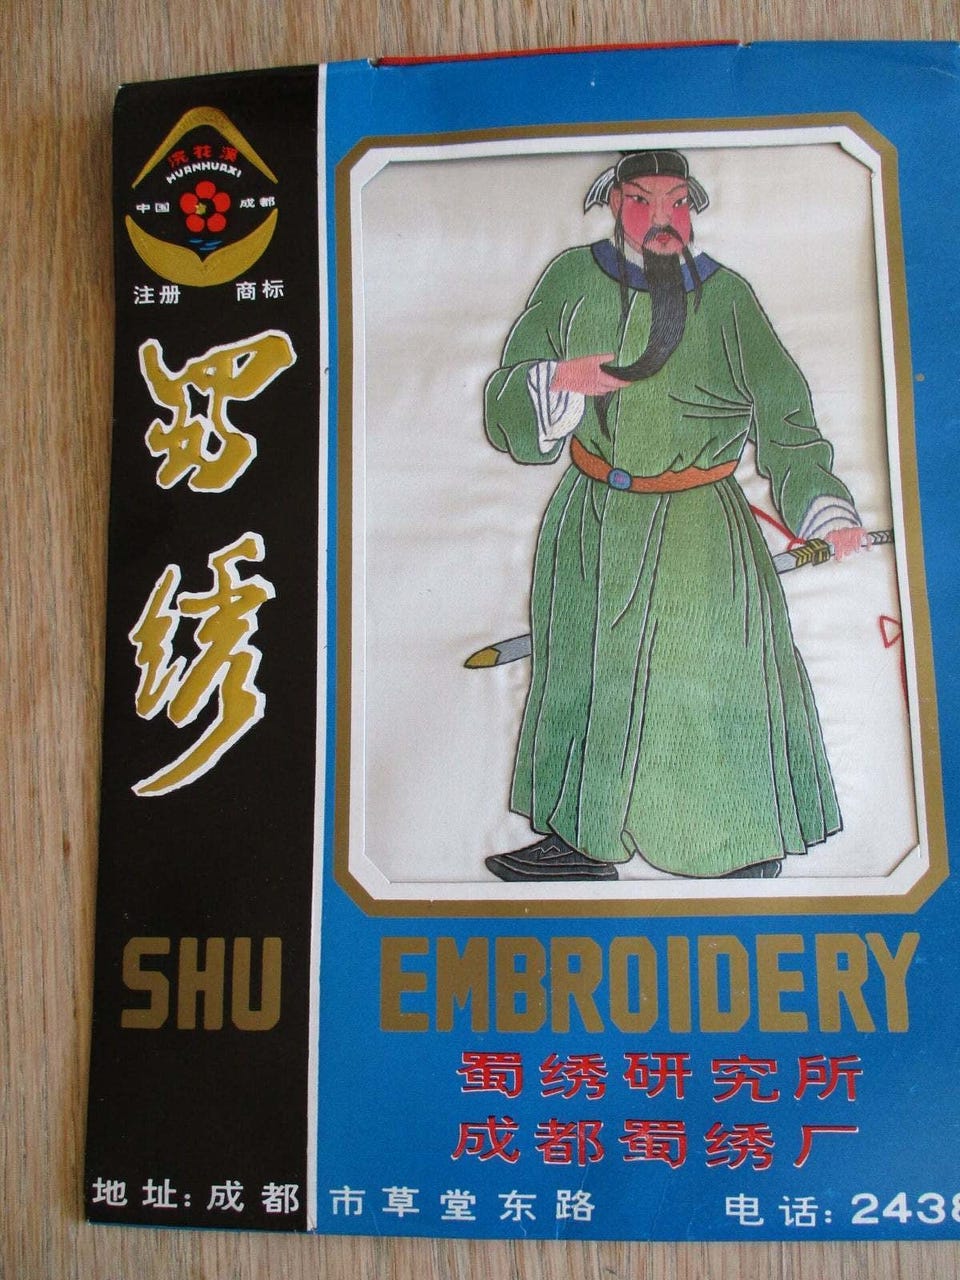 浣花溪
HUANHUAXI
中国 成都
注册 商标
蜀绣
SHU EMBROIDERY
蜀绣研究所
成都蜀绣厂
地址:成都市草堂东路 电话:2438